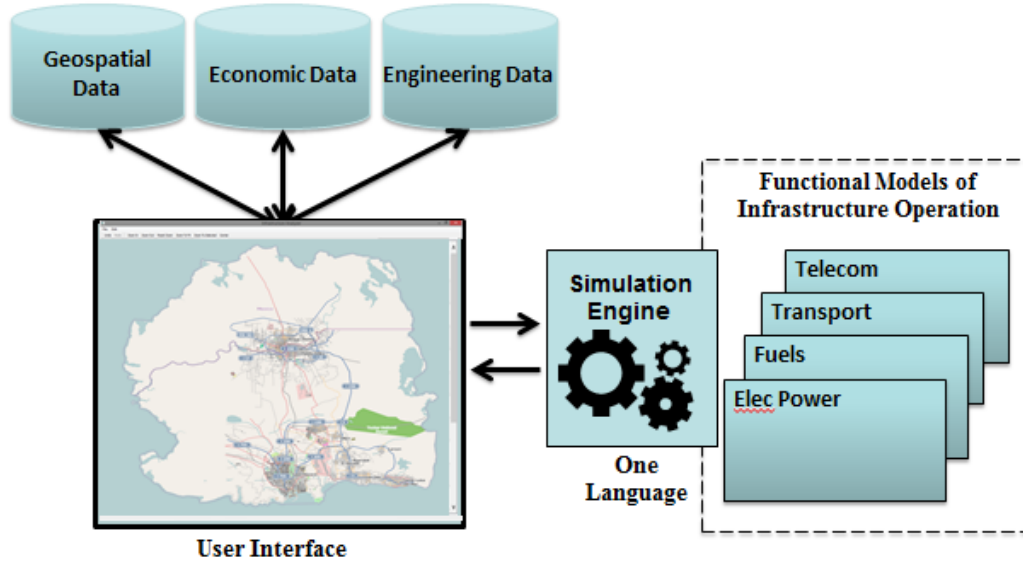 Geospatial
Data
Economic Data
Engineering Data
Functional Models of
Infrastructure Operation
Telecom
Transport
Fuels
Elec Power
Simulation
Engine
One
Language
User Interface